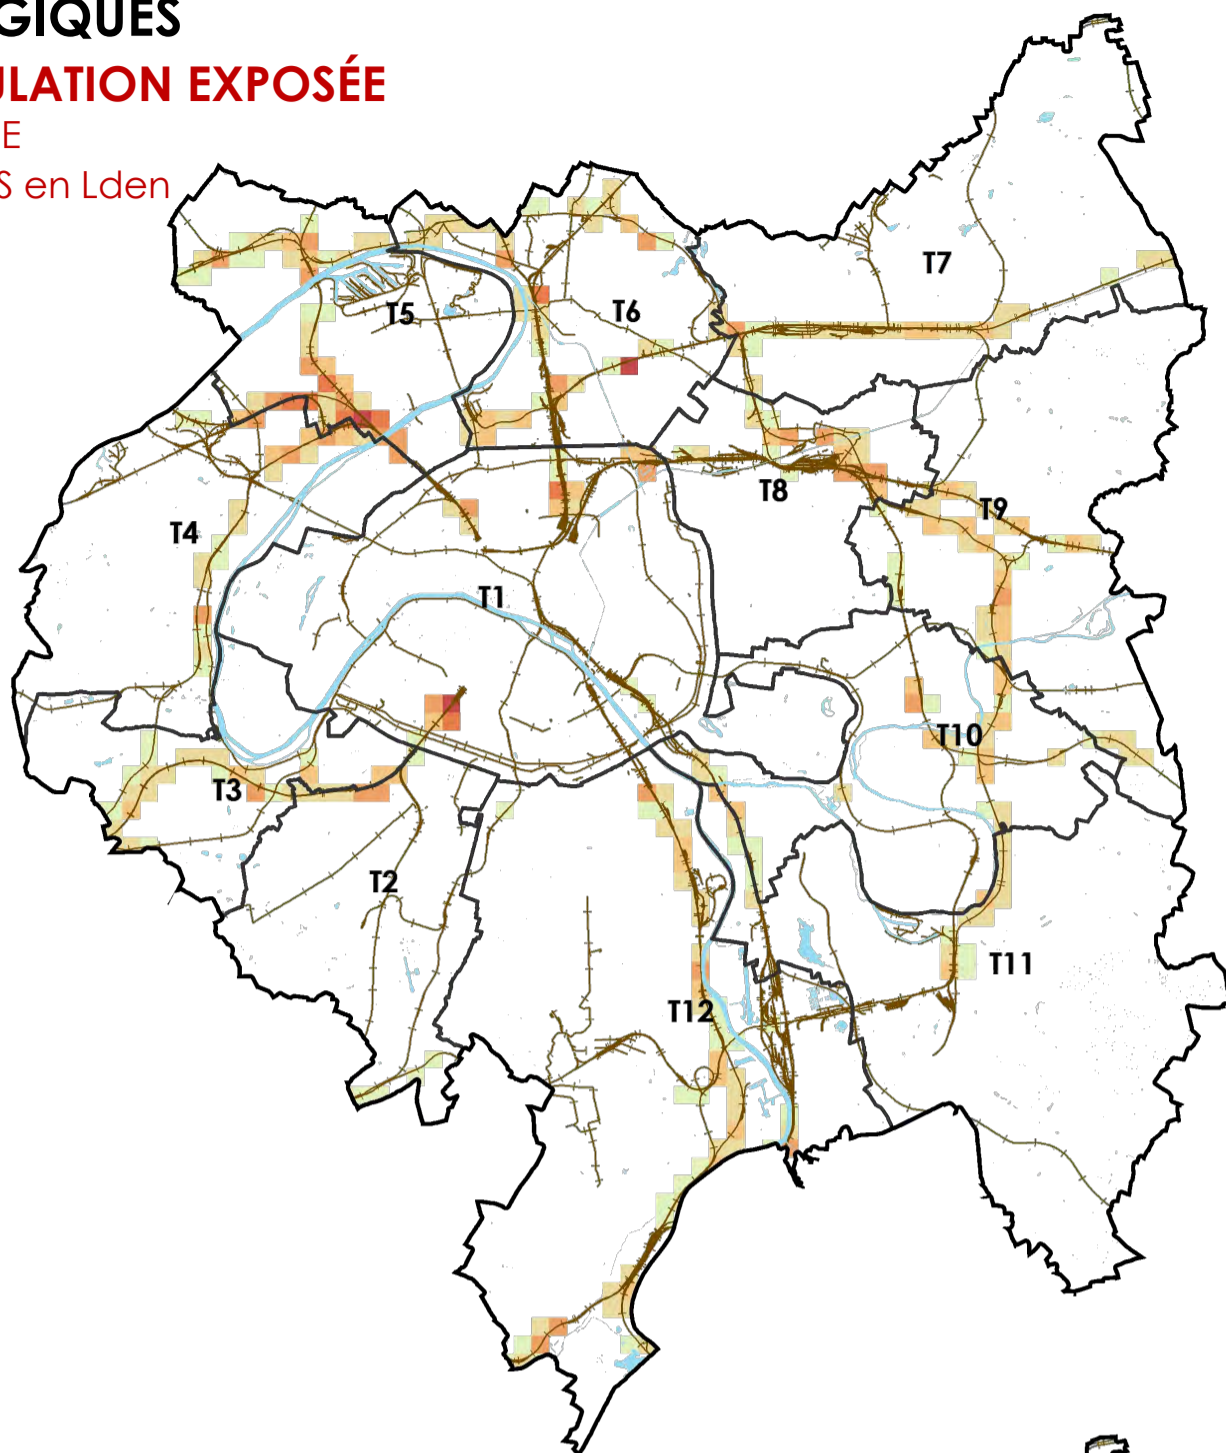 GIQUES
ULATION EXPOSÉE
E
S en Lden
T7
T5
T6
T8
T9
T4
T1
T10
T3
T2
T11
T12